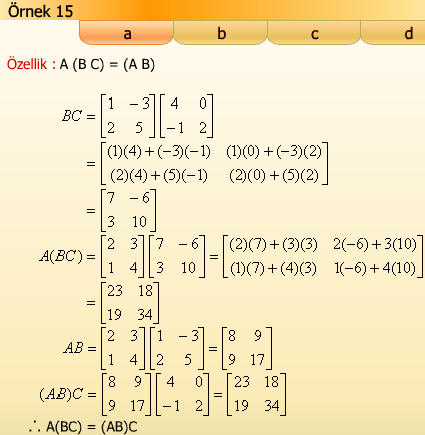 Örnek 15
a b c d
Özellik : A (B C) = (A B)
BC = [1 −3; 2 5] [4 0; −1 2]
= [(1)(4)+(−3)(−1) (1)(0)+(−3)(2); (2)(4)+(5)(−1) (2)(0)+(5)(2)]
= [7 −6; 3 10]
A(BC) = [2 3; 1 4] [7 −6; 3 10] = [(2)(7)+(3)(3) 2(−6)+3(10); (1)(7)+(4)(3) 1(−6)+4(10)]
= [23 18; 19 34]
AB = [2 3; 1 4] [1 −3; 2 5] = [8 9; 9 17]
(AB)C = [8 9; 9 17] [4 0; −1 2] = [23 18; 19 34]
∴ A(BC) = (AB)C